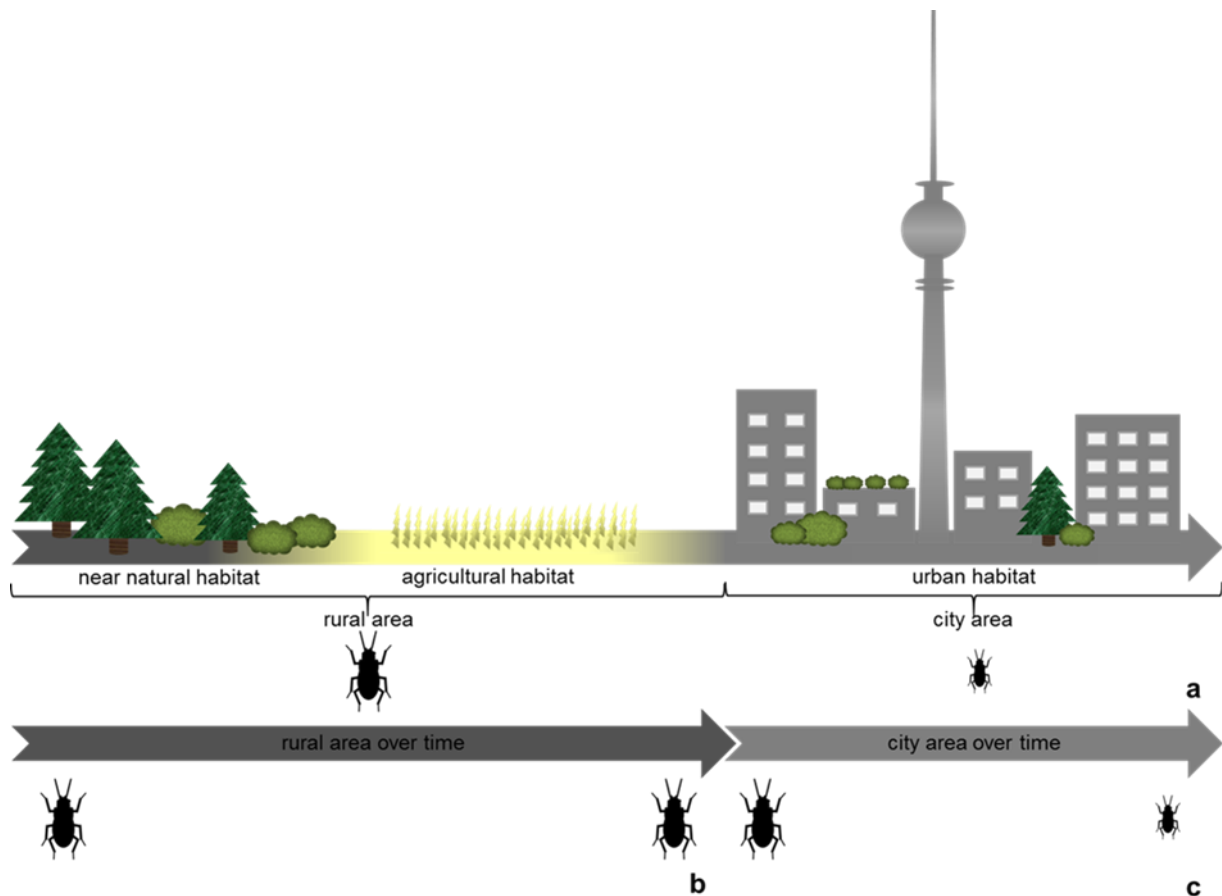 near natural habitat
agricultural habitat
urban habitat
rural area
city area
a
rural area over time
city area over time
b
c